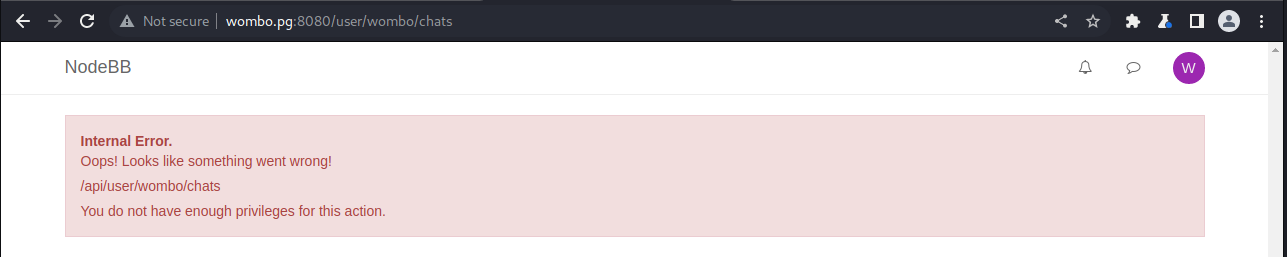 Not secure | wombo.pg:8080/user/wombo/chats
NodeBB
W
Internal Error.
Oops! Looks like something went wrong!
/api/user/wombo/chats
You do not have enough privileges for this action.